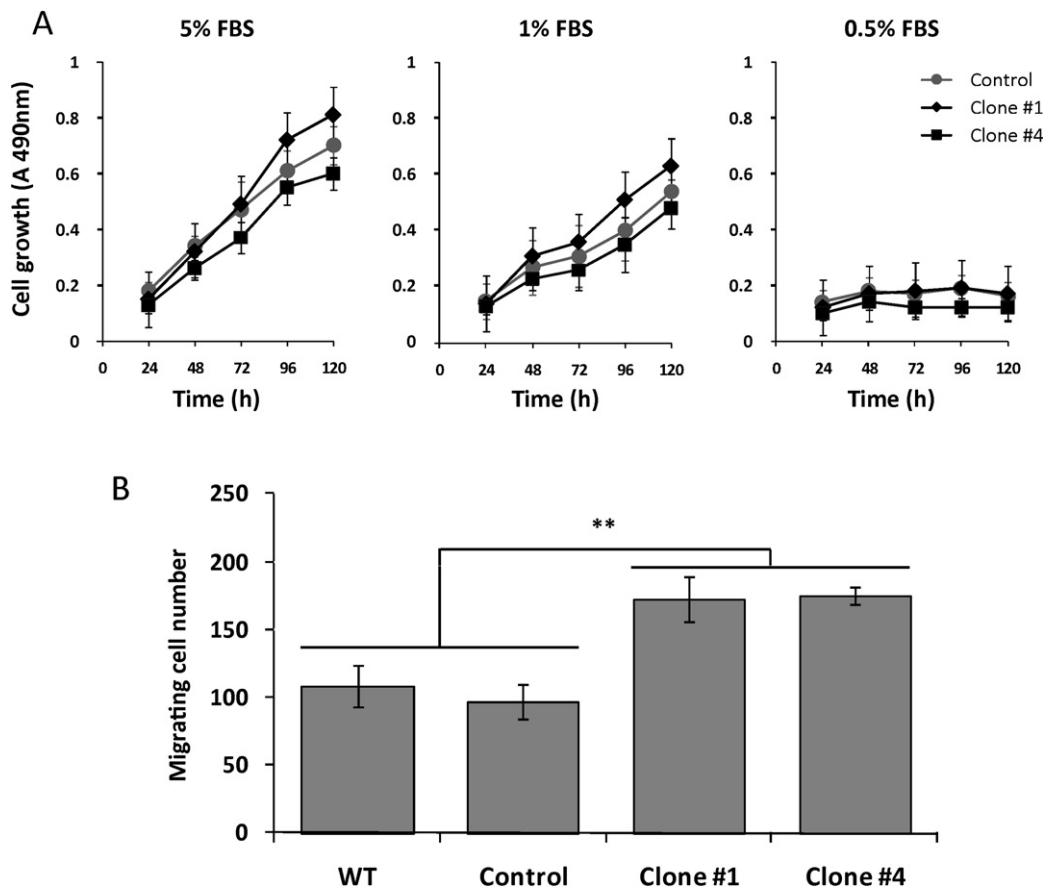 A
5% FBS
1% FBS
0.5% FBS
Cell growth (A 490nm)
1
0.8
0.6
0.4
0.2
0
0 24 48 72 96 120
Time (h)
1
0.8
0.6
0.4
0.2
0
0 24 48 72 96 120
Time (h)
1
0.8
0.6
0.4
0.2
0
0 24 48 72 96 120
Time (h)
Control
Clone #1
Clone #4
B
Migrating cell number
250
200
150
100
50
0
**
WT Control Clone #1 Clone #4